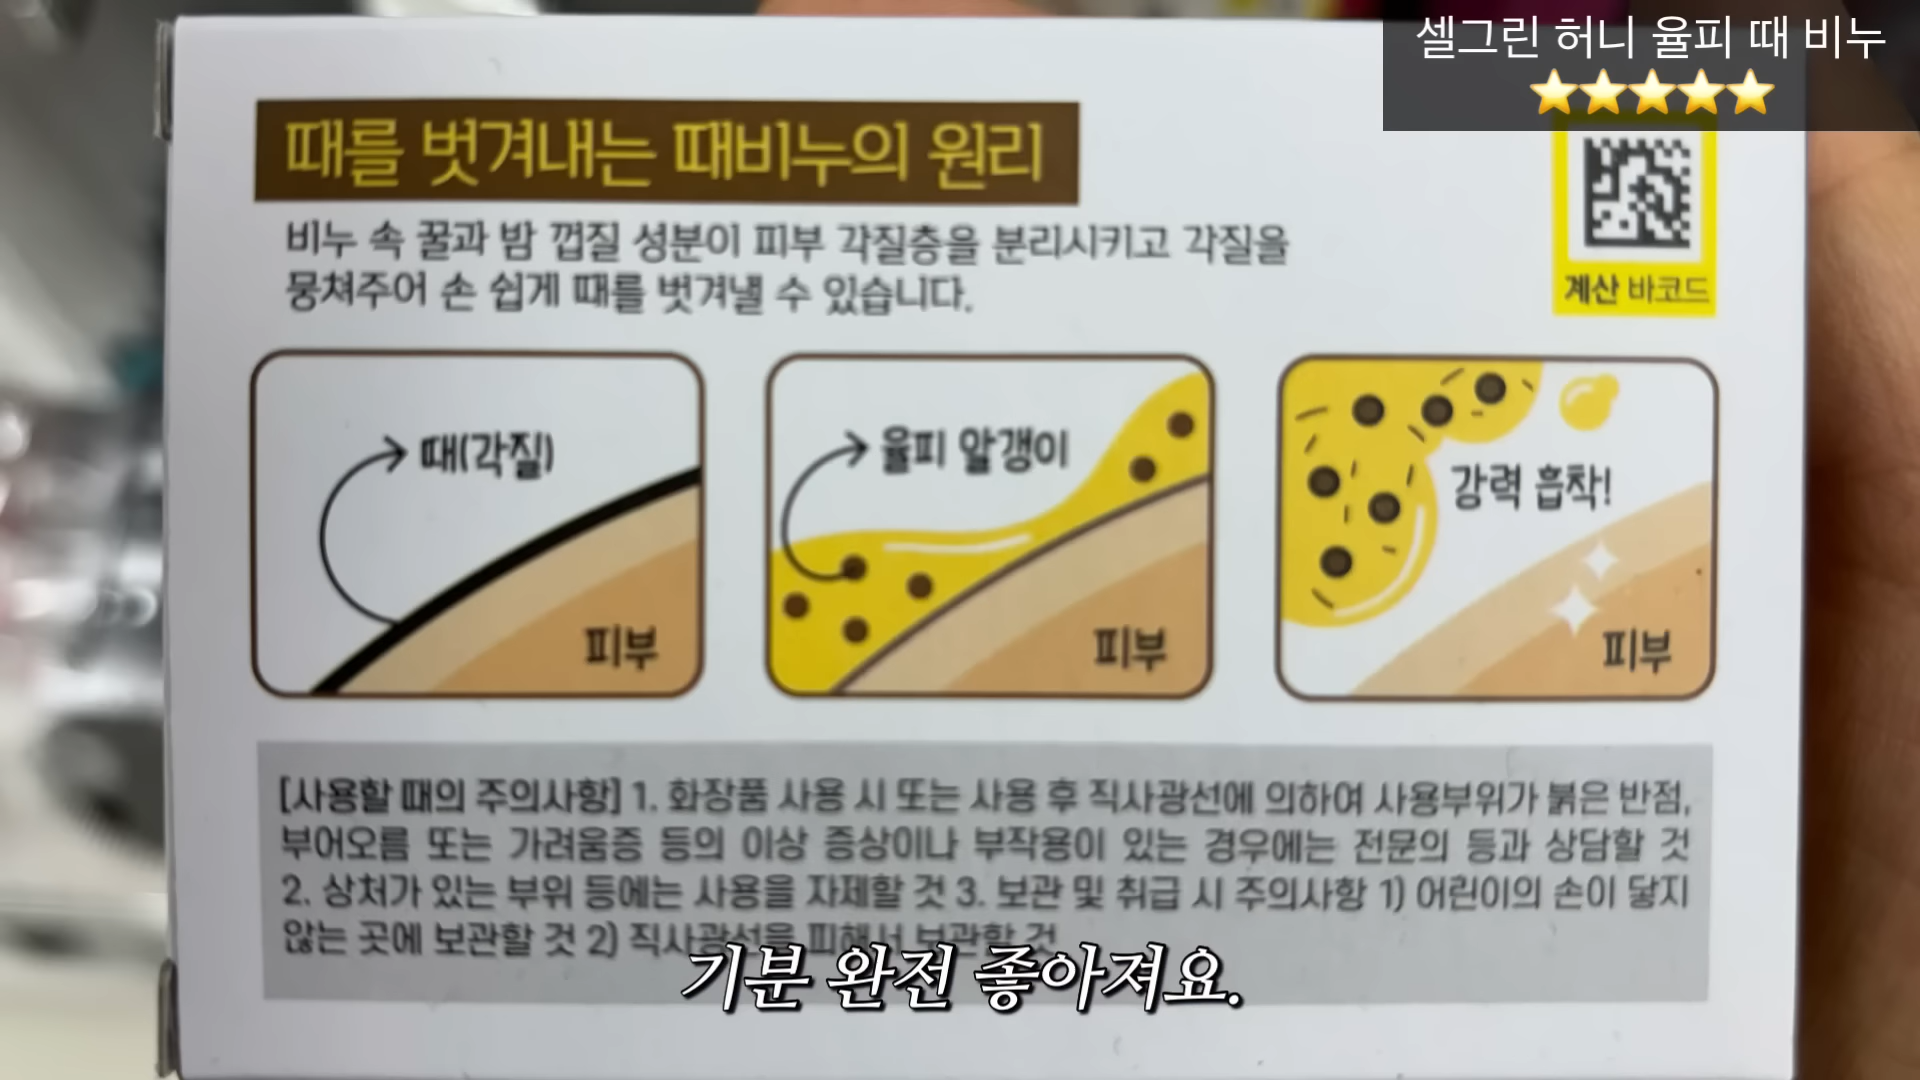 셀그린 허니 율피 때 비누
때를 벗겨내는 때비누의 원리
비누 속 꿀과 밤 껍질 성분이 피부 각질층을 분리시키고 각질을
뭉쳐주어 손 쉽게 때를 벗겨낼 수 있습니다.
계산 바코드
때(각질)
피부
율피 알갱이
피부
강력 흡착!
피부
[사용할 때의 주의사항] 1. 화장품 사용 시 또는 사용 후 직사광선에 의하여 사용부위가 붉은 반점,
부어오름 또는 가려움증 등의 이상 증상이나 부작용이 있는 경우에는 전문의 등과 상담할 것
2. 상처가 있는 부위 등에는 사용을 자제할 것 3. 보관 및 취급 시 주의사항 1) 어린이의 손이 닿지
않는 곳에 보관할 것 2) 직사광선을 피해서 보관할 것
기분 완전 좋아져요.